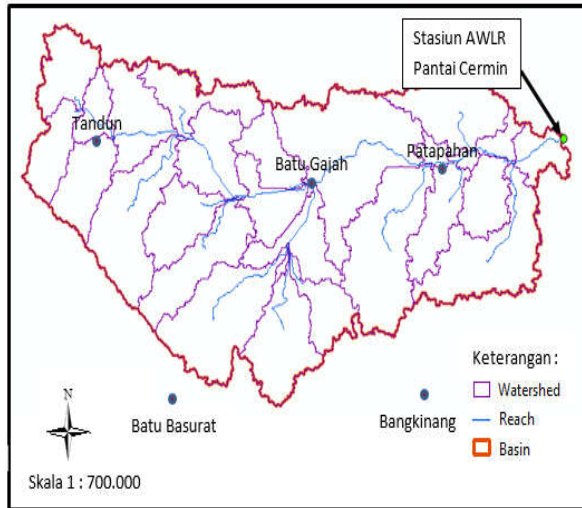 Stasiun AWLR
Pantai Cermin
Tandun
Batu Gajah
Patapahan
Keterangan :
Watershed
Reach
Basin
N
Batu Basurat
Bangkinang
Skala 1 : 700.000